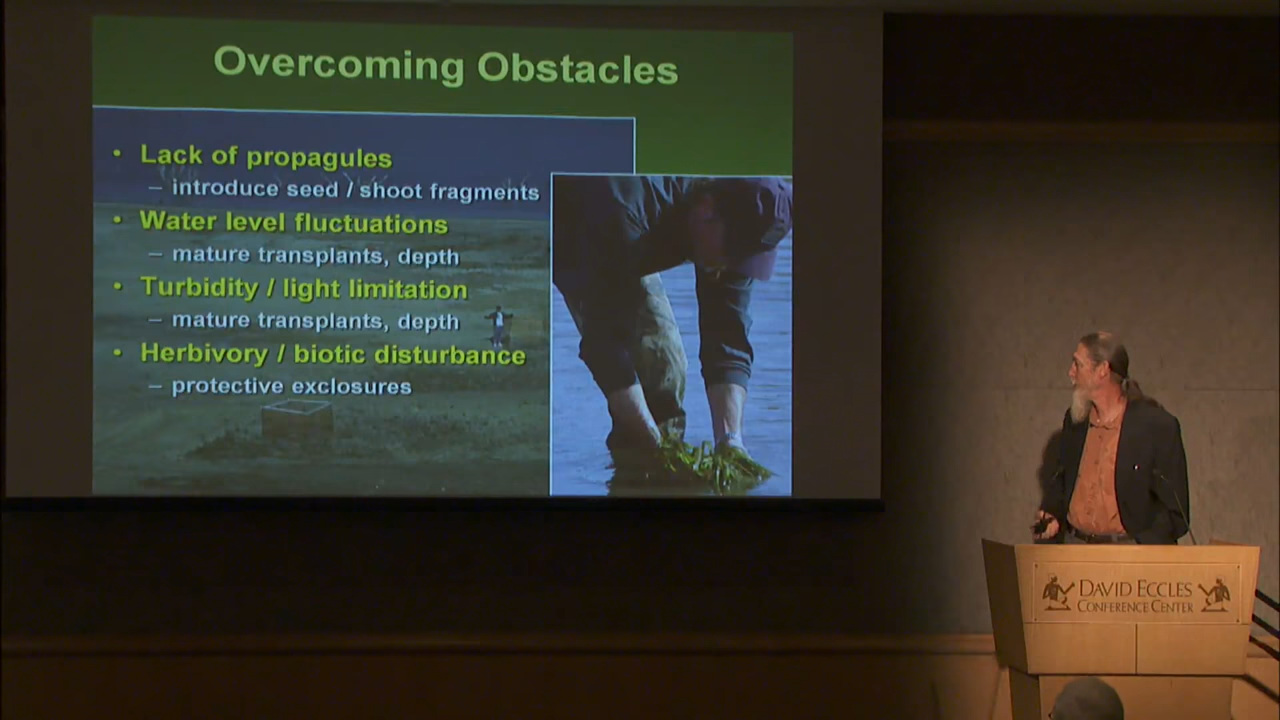 Overcoming Obstacles
• Lack of propagules
– introduce seed / shoot fragments
• Water level fluctuations
– mature transplants, depth
• Turbidity / light limitation
– mature transplants, depth
• Herbivory / biotic disturbance
– protective exclosures
DAVID ECCLES
CONFERENCE CENTER